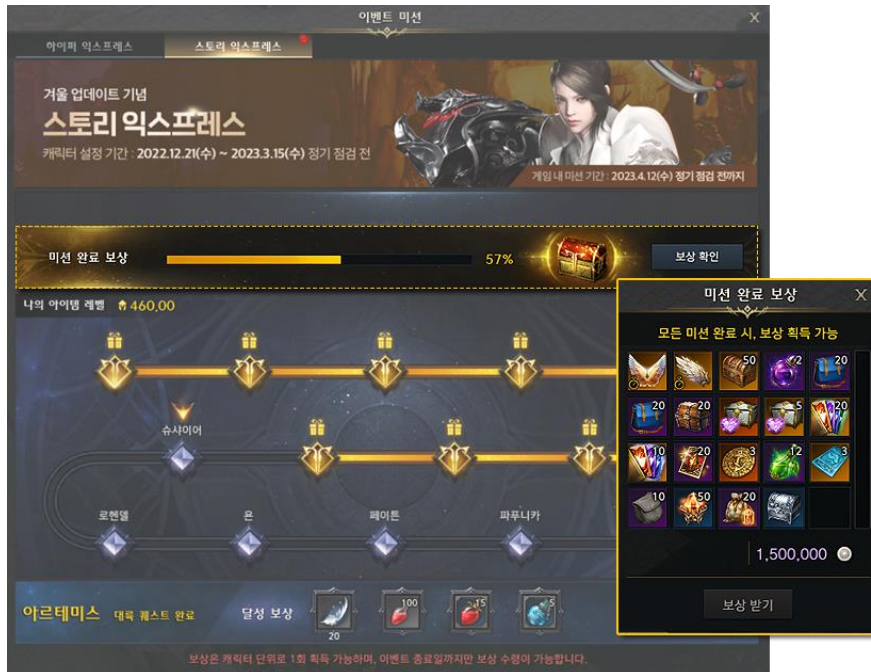 이벤트 미션
X
하이퍼 익스프레스
스토리 익스프레스
겨울 업데이트 기념
스토리 익스프레스
캐릭터 설정 기간 : 2022.12.21(수) ~ 2023.3.15(수) 정기 점검 전
게임 내 미션 기간 : 2023.4.12(수) 정기 점검 전까지
미션 완료 보상
57%
보상 확인
나의 아이템 레벨 460.00
슈샤이어
로헨델
욘
페이튼
파푸니카
아르테미스 대륙 퀘스트 완료
달성 보상
20
100
15
5
보상은 캐릭터 단위로 1회 획득 가능하며, 이벤트 종료일까지만 보상 수령이 가능합니다.
미션 완료 보상
X
모든 미션 완료 시, 보상 획득 가능
50 2 20
20 20 5 20
10 20 3 12 3
10 50 20
1,500,000
보상 받기